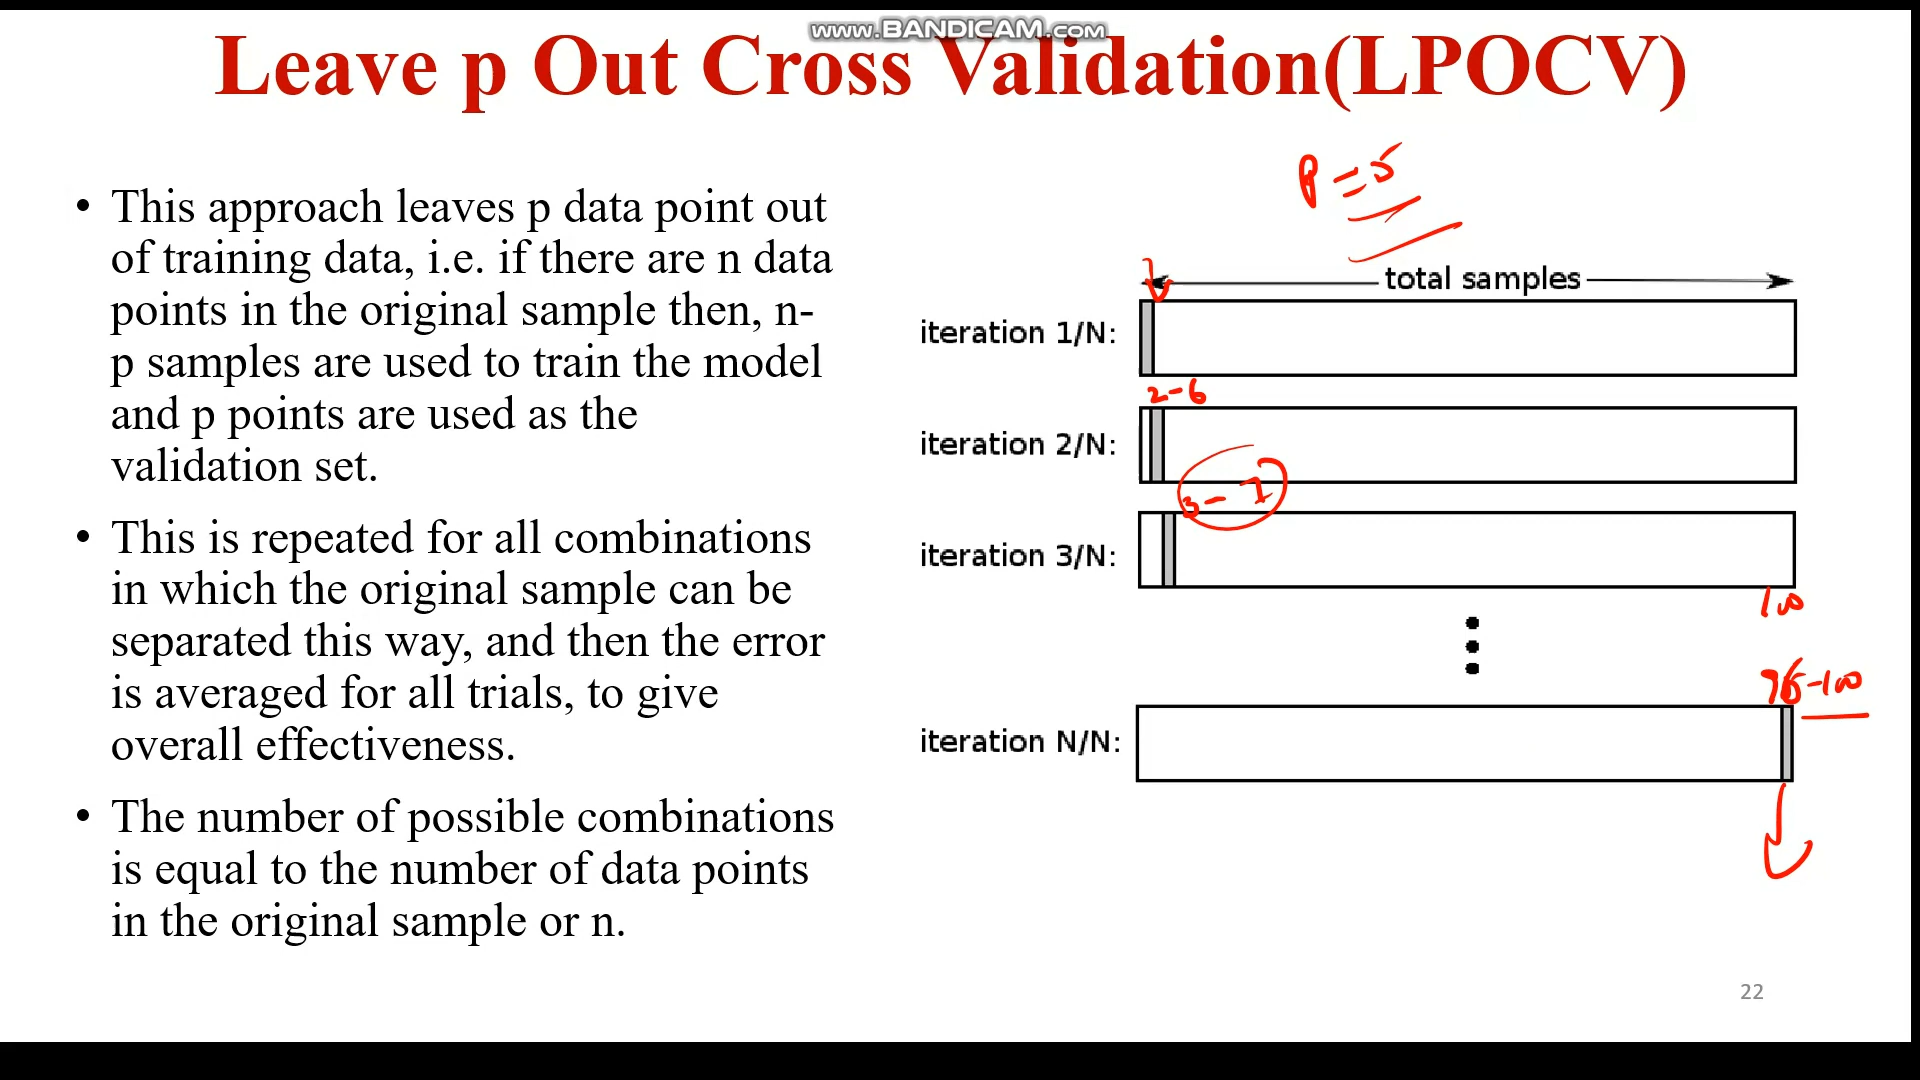 www.BANDICAM.com
Leave p Out Cross Validation(LPOCV)
• This approach leaves p data point out
of training data, i.e. if there are n data
points in the original sample then, n-
p samples are used to train the model
and p points are used as the
validation set.
• This is repeated for all combinations
in which the original sample can be
separated this way, and then the error
is averaged for all trials, to give
overall effectiveness.
• The number of possible combinations
is equal to the number of data points
in the original sample or n.
P = 5
total samples
iteration 1/N:
2-6
iteration 2/N:
3-7
iteration 3/N:
100
-100
iteration N/N:
22